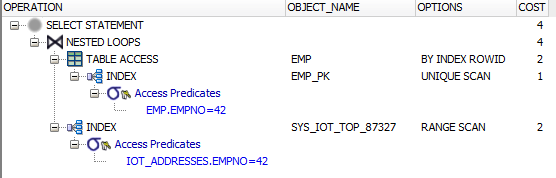 OPERATION OBJECT_NAME OPTIONS COST
SELECT STATEMENT 4
NESTED LOOPS 4
TABLE ACCESS EMP BY INDEX ROWID 2
INDEX EMP_PK UNIQUE SCAN 1
Access Predicates
EMP.EMPNO=42
INDEX SYS_IOT_TOP_87327 RANGE SCAN 2
Access Predicates
IOT_ADDRESSES.EMPNO=42